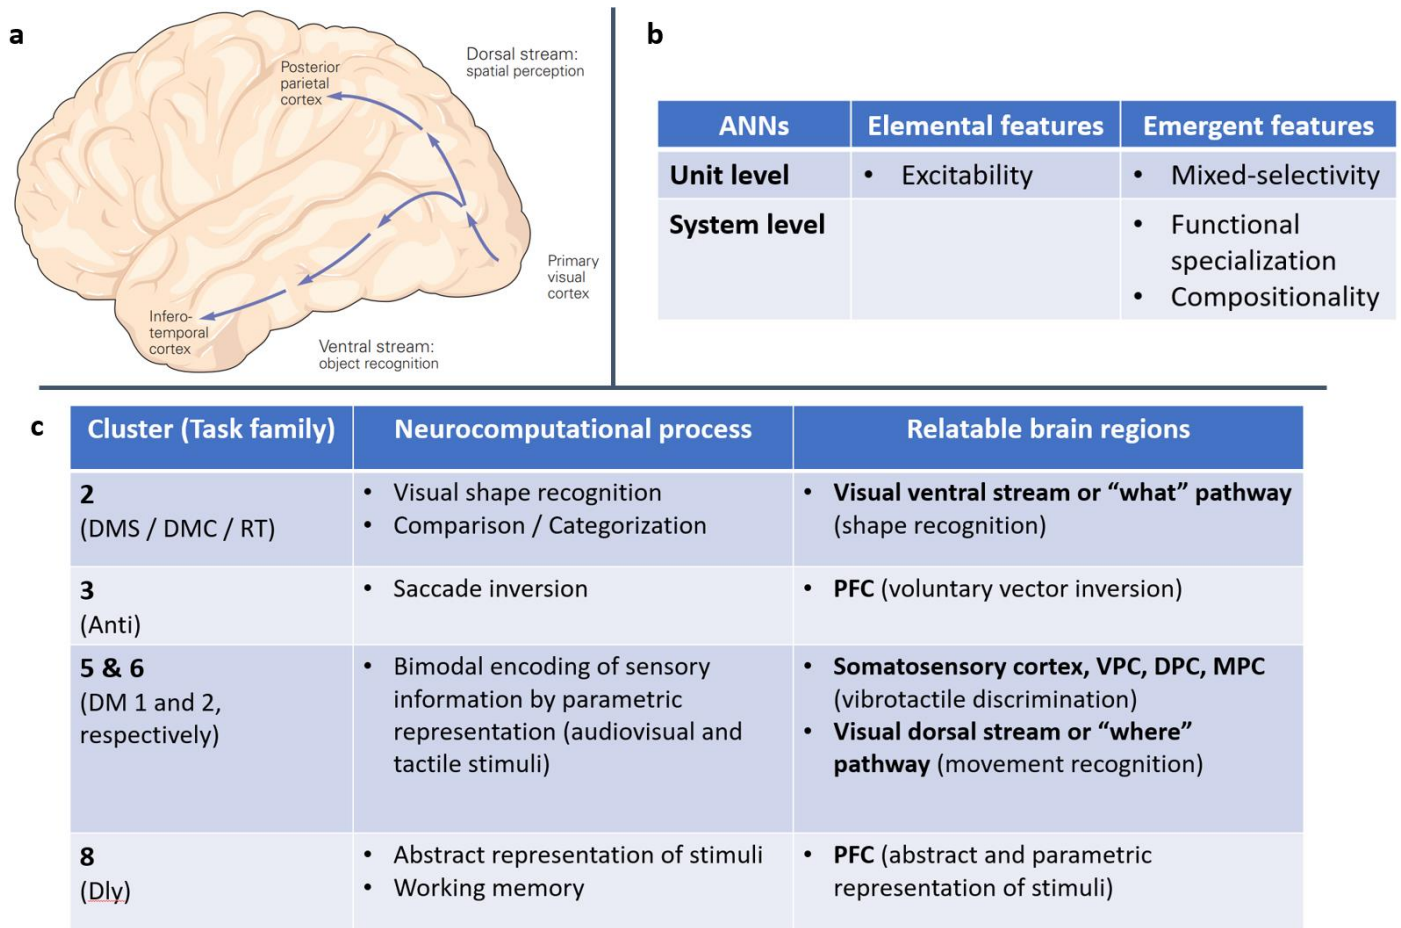 a
Posterior
parietal
cortex
Dorsal stream:
spatial perception
Primary
visual
cortex
Infero-
temporal
cortex
Ventral stream:
object recognition
b
ANNs Elemental features Emergent features
Unit level • Excitability • Mixed-selectivity
System level • Functional
specialization
• Compositionality
c
Cluster (Task family) Neurocomputational process Relatable brain regions
2
(DMS / DMC / RT)
• Visual shape recognition
• Comparison / Categorization
• Visual ventral stream or “what” pathway
(shape recognition)
3
(Anti)
• Saccade inversion
• PFC (voluntary vector inversion)
5 & 6
(DM 1 and 2,
respectively)
• Bimodal encoding of sensory
information by parametric
representation (audiovisual and
tactile stimuli)
• Somatosensory cortex, VPC, DPC, MPC
(vibrotactile discrimination)
• Visual dorsal stream or “where”
pathway (movement recognition)
8
(Dly)
• Abstract representation of stimuli
• Working memory
• PFC (abstract and parametric
representation of stimuli)